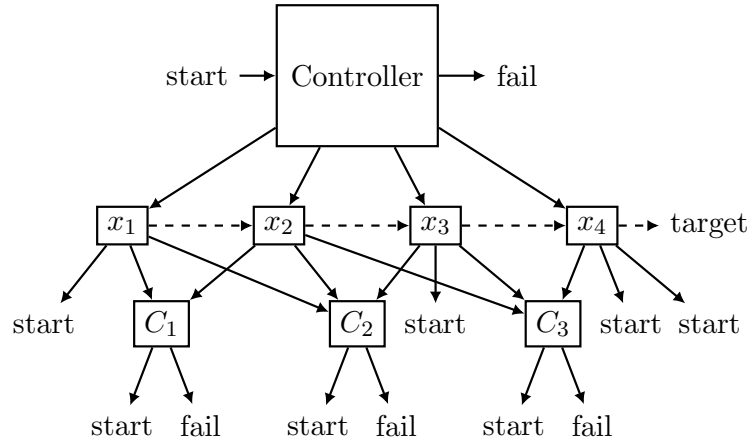 start Controller fail
x₁ x₂ x₃ x₄ target
start C₁ C₂ start C₃ start start
start fail start fail start fail